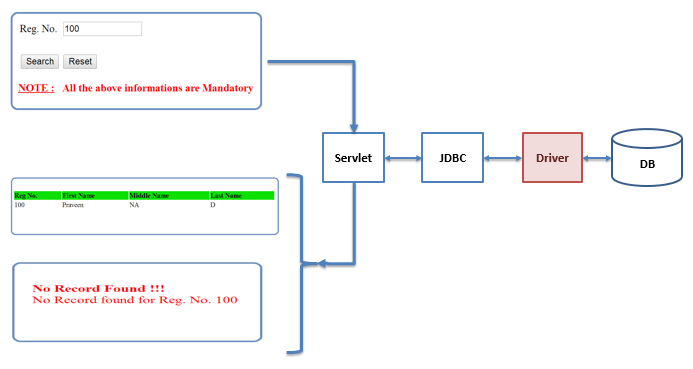 Reg. No. 100
Search Reset
NOTE : All the above informations are Mandatory
Servlet JDBC Driver DB
Reg No. First Name Middle Name Last Name
100 Praveen NA D
No Record Found !!!
No Record found for Reg. No. 100